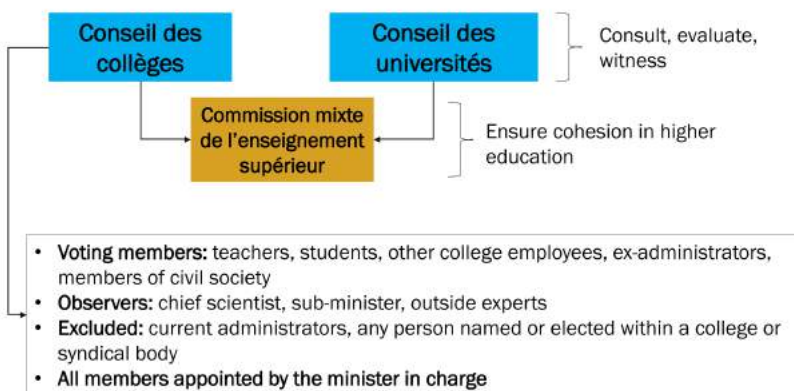 Conseil des
collèges
Conseil des
universités
Consult, evaluate,
witness
Commission mixte
de l'enseignement
supérieur
Ensure cohesion in higher
education
• Voting members: teachers, students, other college employees, ex-administrators,
members of civil society
• Observers: chief scientist, sub-minister, outside experts
• Excluded: current administrators, any person named or elected within a college or
syndical body
• All members appointed by the minister in charge